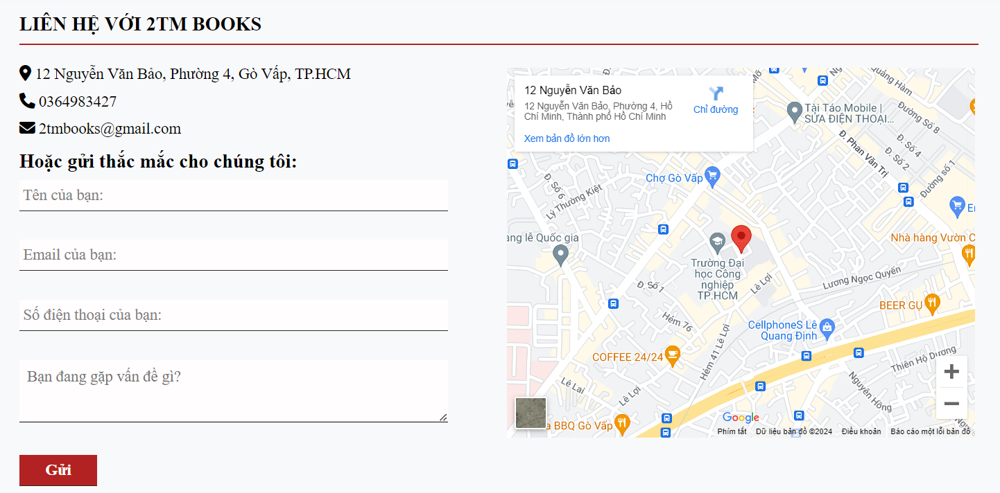 LIÊN HỆ VỚI 2TM BOOKS
12 Nguyễn Văn Bảo, Phường 4, Gò Vấp, TP.HCM
0364983427
2tmbooks@gmail.com
Hoặc gửi thắc mắc cho chúng tôi:
Tên của bạn:
Email của bạn:
Số điện thoại của bạn:
Bạn đang gặp vấn đề gì?
Gửi
12 Nguyễn Văn Bảo
12 Nguyễn Văn Bảo, Phường 4, Hồ
Chí Minh, Thành phố Hồ Chí Minh
Chỉ đường
Xem bản đồ lớn hơn
Quảng Hàm
Tài Táo Mobile |
SỬA ĐIỆN THOẠI...
Đường Số 8
Đ. Số 4
Đ. Số 2
Đ. Phan Văn Trị
Đường số 1
Chợ Gò Vấp
Đ. Số 6
Lý Thường Kiệt
ang lễ Quốc gia
Nhà hàng Vườn C
Trường Đại
học Công
nghiệp
TP.HCM
Lê Lợi
Lương Ngọc Quyến
Đ. Số 1
BEER GỤ
Hẻm 76
CellphoneS Lê
Quang Định
Hẻm 41 Lê Lợi
COFFEE 24/24
Thiên Hộ Dương
Lê Lai
Lê Lợi
Nguyên Hồng
a BBQ Gò Vấp
Google
Phím tắt
Dữ liệu bản đồ ©2024
Điều khoản
Báo cáo một lỗi bản đồ